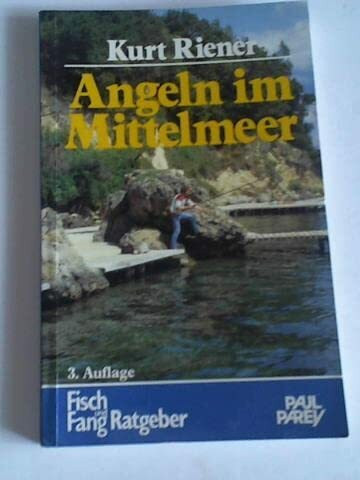 Kurt Riener
Angeln im
Mittelmeer
3. Auflage
Fisch
und
Fang Ratgeber
PAUL
PAREY